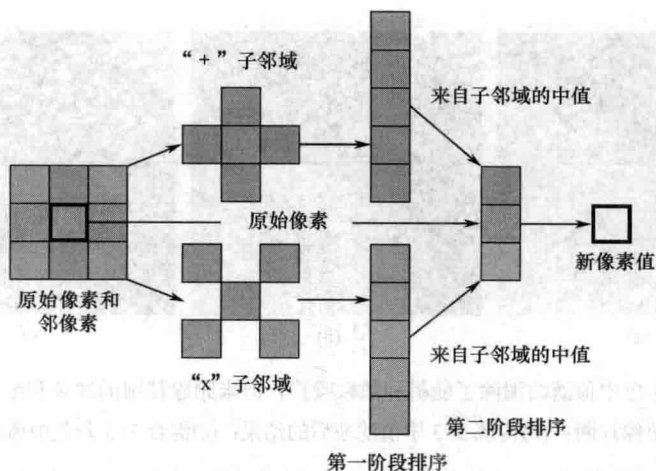 “+”子邻域
来自子邻域的中值
原始像素
新像素值
原始像素和
邻像素
来自子邻域的中值
“x”子邻域
第二阶段排序
第一阶段排序